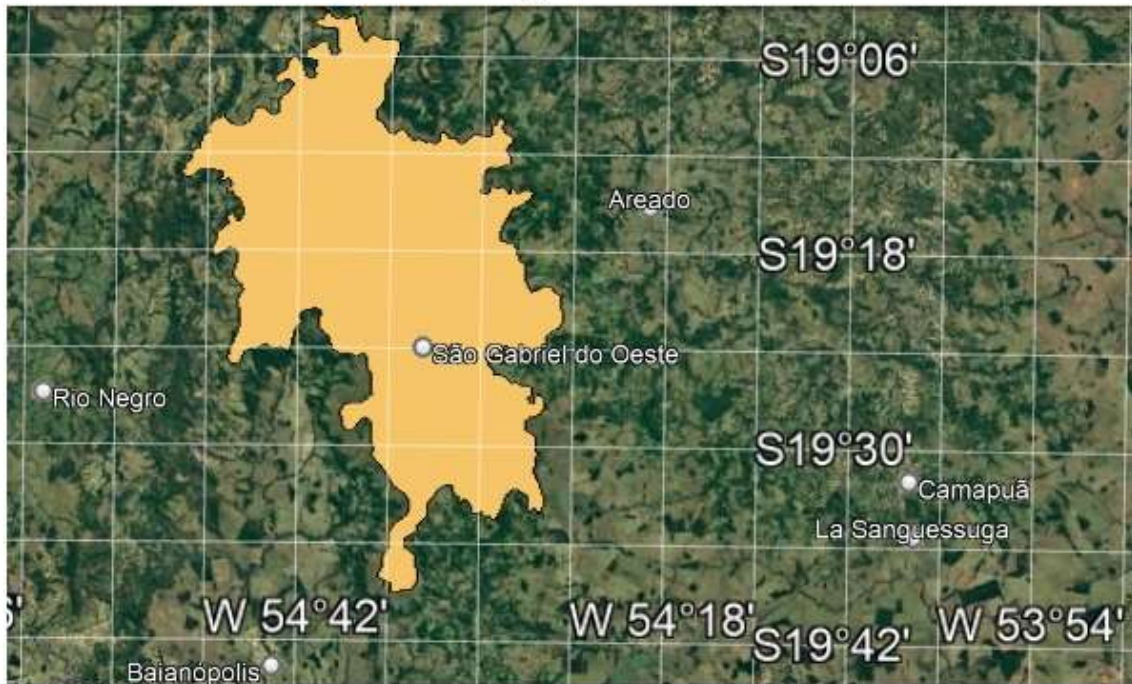 S19°06'
Areado
S19°18'
São Gabriel do Oeste
Rio Negro
S19°30'
Camapuã
La Sanguessuga
6'
W 54°42'
W 54°18'
W 53°54'
S19°42'
Baianópolis